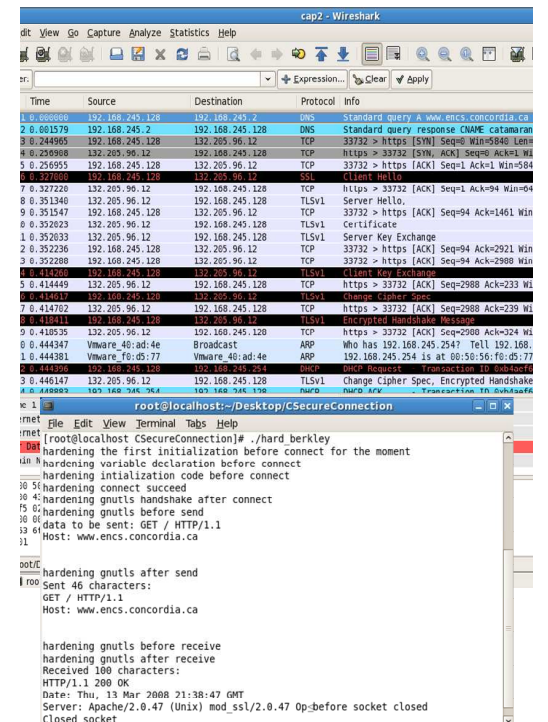 cap2 - Wireshark
dit View Go Capture Analyze Statistics Help
er: Expression... Clear Apply
Time Source Destination Protocol Info
1 0.000000 192.168.245.128 192.168.245.2 DNS Standard query A www.encs.concordia.ca
2 0.001579 192.168.245.2 192.168.245.128 DNS Standard query response CNAME catamaran
3 0.244965 192.168.245.128 132.205.96.12 TCP 33732 > https [SYN] Seq=0 Win=5840 Len=
4 0.256908 132.205.96.12 192.168.245.128 TCP https > 33732 [SYN, ACK] Seq=0 Ack=1 Wi
5 0.256955 192.168.245.128 132.205.96.12 TCP 33732 > https [ACK] Seq=1 Ack=1 Win=584
6 0.327000 192.168.245.128 132.205.96.12 SSL Client Hello
7 0.327220 132.205.96.12 192.168.245.128 TCP https > 33732 [ACK] Seq=1 Ack=94 Win=64
8 0.351340 132.205.96.12 192.168.245.128 TLSv1 Server Hello,
9 0.351547 192.168.245.128 132.205.96.12 TCP 33732 > https [ACK] Seq=94 Ack=1461 Win
0 0.352023 132.205.96.12 192.168.245.128 TLSv1 Certificate
1 0.352033 132.205.96.12 192.168.245.128 TLSv1 Server Key Exchange
2 0.352236 192.168.245.128 132.205.96.12 TCP 33732 > https [ACK] Seq=94 Ack=2921 Win
3 0.352288 192.168.245.128 132.205.96.12 TCP 33732 > https [ACK] Seq=94 Ack=2988 Win
4 0.414260 192.168.245.128 132.205.96.12 TLSv1 Client Key Exchange
5 0.414449 132.205.96.12 192.168.245.128 TCP https > 33732 [ACK] Seq=2988 Ack=233 Wi
6 0.414617 192.168.245.128 132.205.96.12 TLSv1 Change Cipher Spec
7 0.414702 132.205.96.12 192.168.245.128 TCP https > 33732 [ACK] Seq=2988 Ack=239 Wi
8 0.418411 192.168.245.128 132.205.96.12 TLSv1 Encrypted Handshake Message
9 0.418535 132.205.96.12 192.168.245.128 TCP https > 33732 [ACK] Seq=2988 Ack=324 Wi
0 0.444347 Vmware_40:ad:4e Broadcast ARP Who has 192.168.245.254? Tell 192.168.
1 0.444381 Vmware_f0:d5:77 Vmware_40:ad:4e ARP 192.168.245.254 is at 00:50:56:f0:d5:77
2 0.444396 192.168.245.128 192.168.245.254 DHCP DHCP Request - Transaction ID 0xb4aef6
3 0.446147 132.205.96.12 192.168.245.128 TLSv1 Change Cipher Spec, Encrypted Handshake
4 0.448883 192.168.245.254 192.168.245.128 DHCP DHCP ACK - Transaction ID 0xb4aef6
root@localhost:~/Desktop/CSecureConnection
File Edit View Terminal Tabs Help
[root@localhost CSecureConnection]# ./hard_berkley
hardening the first initialization before connect for the moment
hardening variable declaration before connect
hardening intialization code before connect
hardening connect succeed
hardening gnutls handshake after connect
hardening gnutls before send
data to be sent: GET / HTTP/1.1
Host: www.encs.concordia.ca
hardening gnutls after send
Sent 46 characters:
GET / HTTP/1.1
Host: www.encs.concordia.ca
hardening gnutls before receive
hardening gnutls after receive
Received 100 characters:
HTTP/1.1 200 OK
Date: Thu, 13 Mar 2008 21:38:47 GMT
Server: Apache/2.0.47 (Unix) mod_ssl/2.0.47 Op≤before socket closed
Closed socket